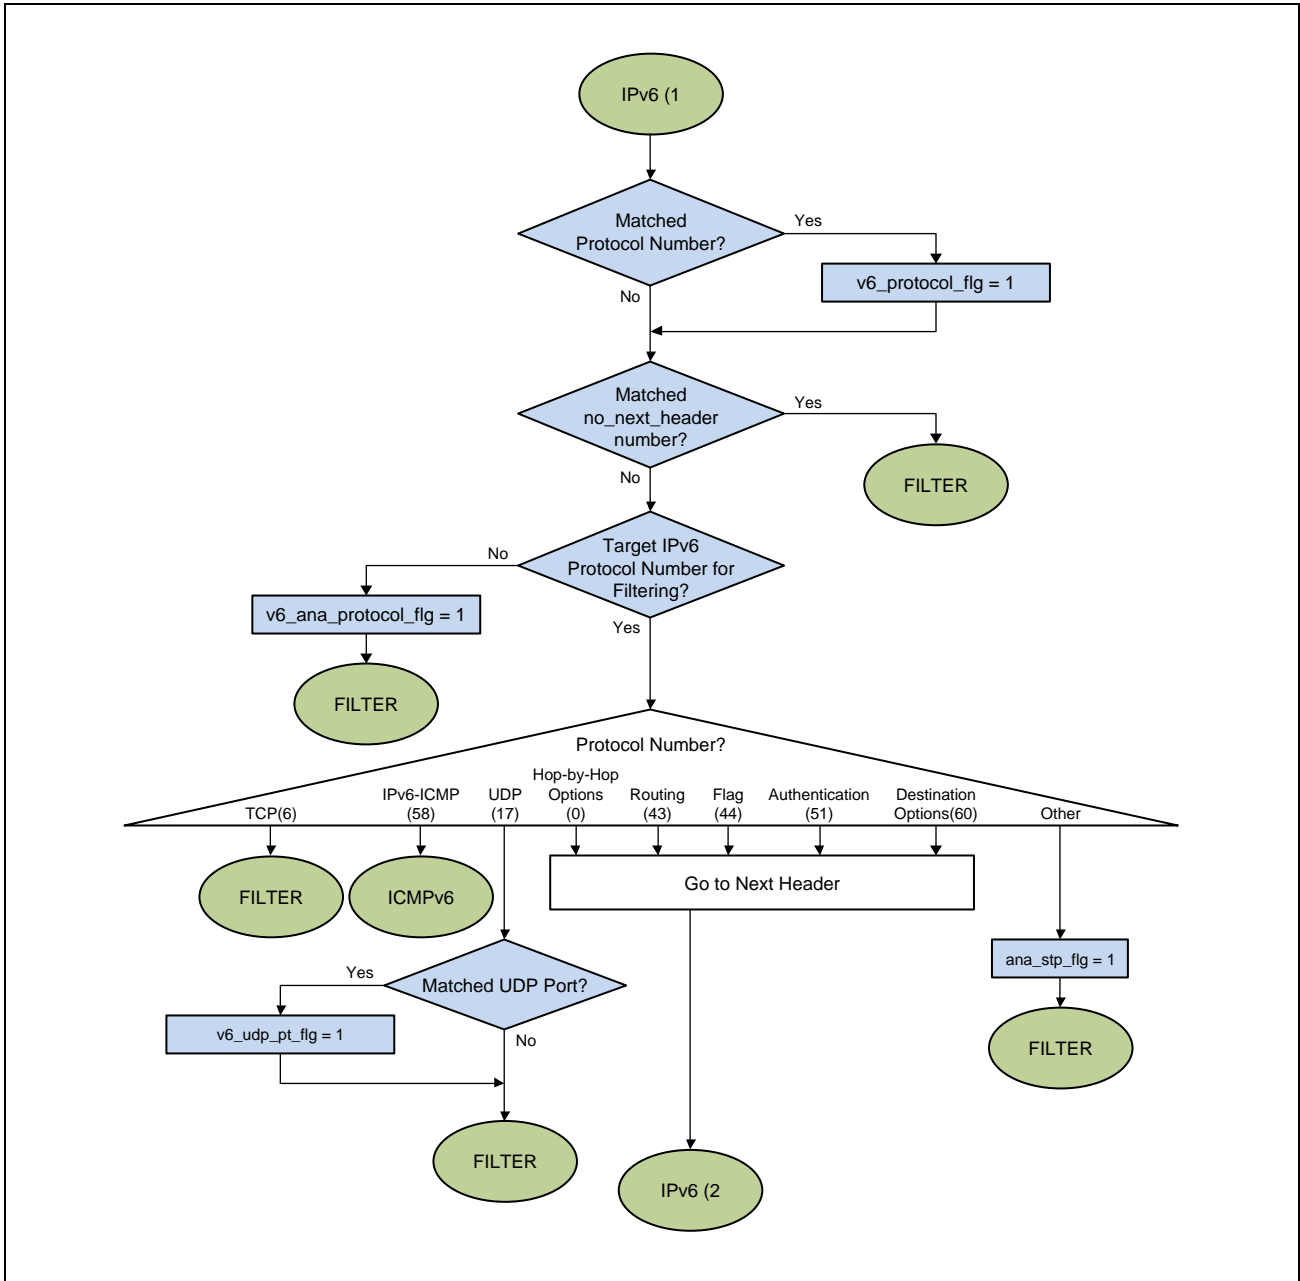 IPv6 (1
Matched
Protocol Number?
Yes
v6_protocol_flg = 1
No
Matched
no_next_header
number?
Yes
FILTER
No
Target IPv6
Protocol Number for
Filtering?
No
v6_ana_protocol_flg = 1
FILTER
Yes
Protocol Number?
TCP(6)
IPv6-ICMP
(58)
UDP
(17)
Hop-by-Hop
Options
(0)
Routing
(43)
Flag
(44)
Authentication
(51)
Destination
Options(60)
Other
FILTER
ICMPv6
Go to Next Header
Matched UDP Port?
Yes
v6_udp_pt_flg = 1
No
FILTER
IPv6 (2
ana_stp_flg = 1
FILTER